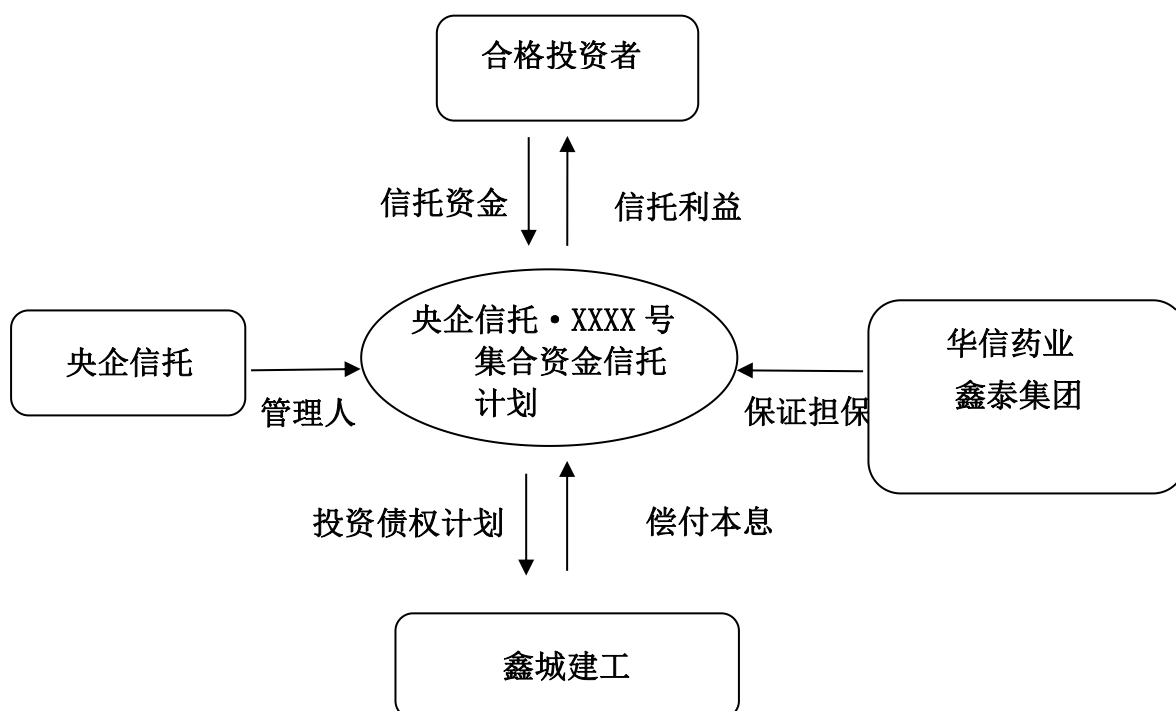 合格投资者
信托资金
信托利益
央企信托•XXXX 号
集合资金信托
计划
央企信托
管理人
华信药业
鑫泰集团
保证担保
投资债权计划
偿付本息
鑫城建工